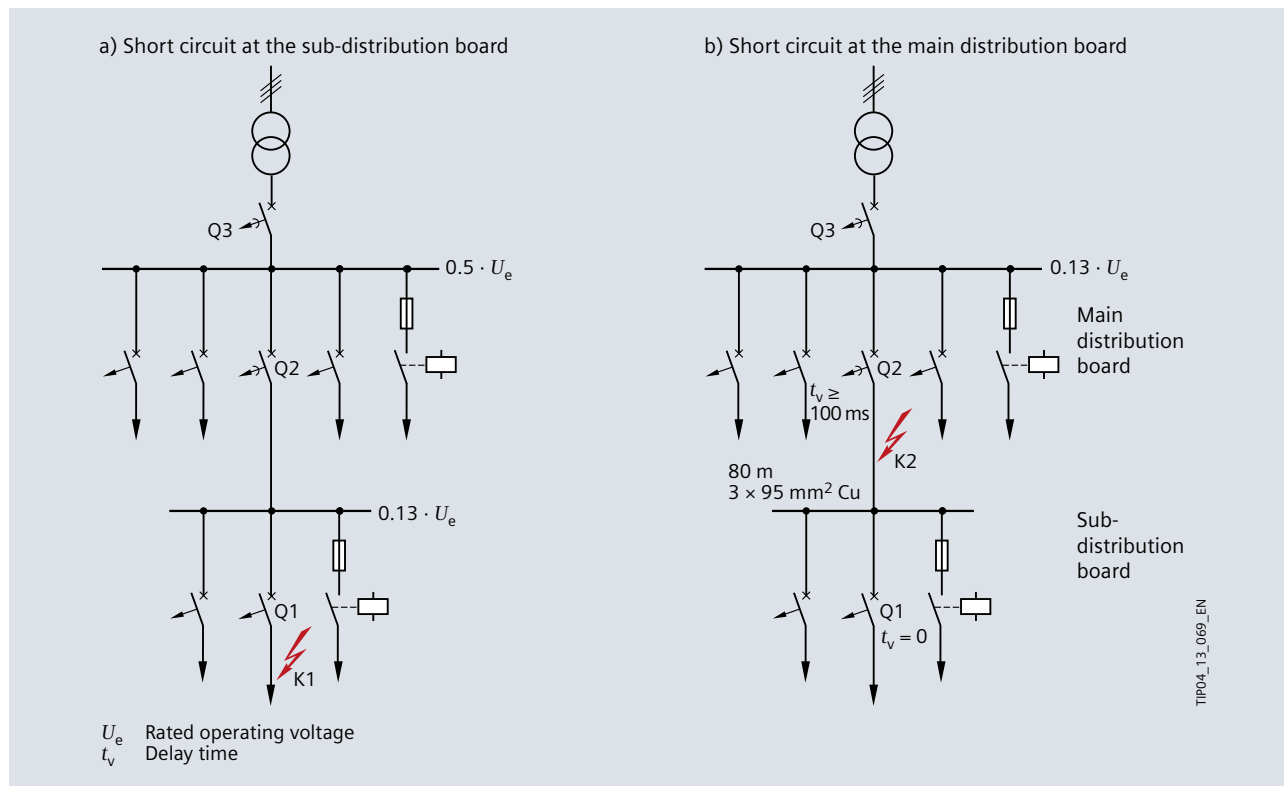 a) Short circuit at the sub-distribution board
Q3
0.5 · Ue
Q2
0.13 · Ue
Q1
K1
Ue Rated operating voltage
tv Delay time
b) Short circuit at the main distribution board
Q3
0.13 · Ue
Main
distribution
board
Q2
tv ≥
100 ms
K2
80 m
3 × 95 mm² Cu
Sub-
distribution
board
Q1
tv = 0
TIP04_13_069_EN